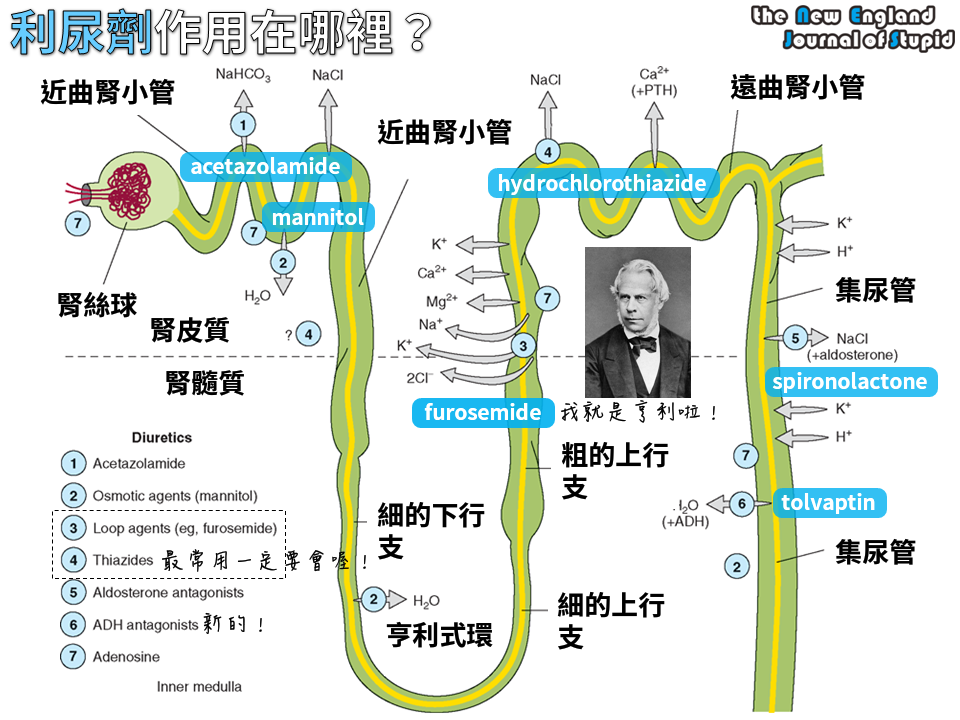 利尿劑作用在哪裡？
the New England
Journal of Stupid
近曲腎小管
NaHCO3
NaCl
近曲腎小管
NaCl
Ca2+
(+PTH)
遠曲腎小管
1
acetazolamide
4
hydrochlorothiazide
7
mannitol
7
2
H2O
腎絲球
腎皮質
? 4
腎髓質
K+
Ca2+
Mg2+
Na+
K+
2Cl-
7
3
furosemide
我就是亨利啦！
K+
H+
集尿管
5
NaCl
(+aldosterone)
spironolactone
K+
H+
7
tolvaptin
6
(+ADH)
2
集尿管
粗的上行
支
細的下行
支
細的上行
支
2
H2O
亨利式環
Diuretics
1 Acetazolamide
2 Osmotic agents (mannitol)
3 Loop agents (eg, furosemide)
4 Thiazides 最常用一定要會喔！
5 Aldosterone antagonists
6 ADH antagonists 新的！
7 Adenosine
Inner medulla